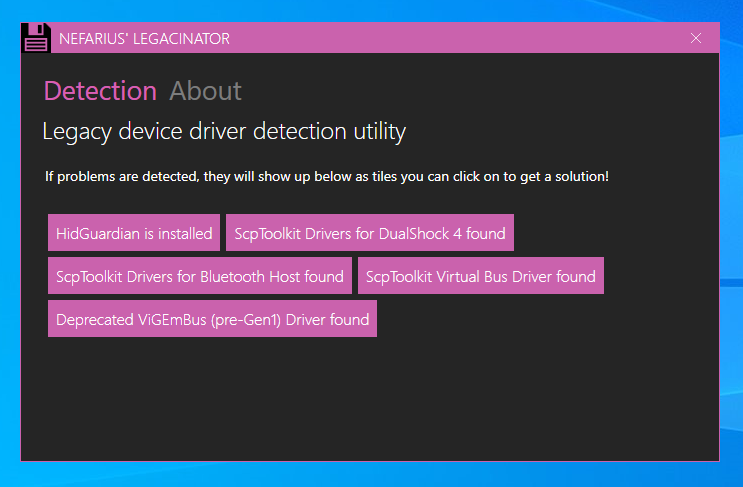 NEFARIUS' LEGACINATOR
Detection About
Legacy device driver detection utility
If problems are detected, they will show up below as tiles you can click on to get a solution!
HidGuardian is installed ScpToolkit Drivers for DualShock 4 found
ScpToolkit Drivers for Bluetooth Host found ScpToolkit Virtual Bus Driver found
Deprecated ViGEmBus (pre-Gen1) Driver found